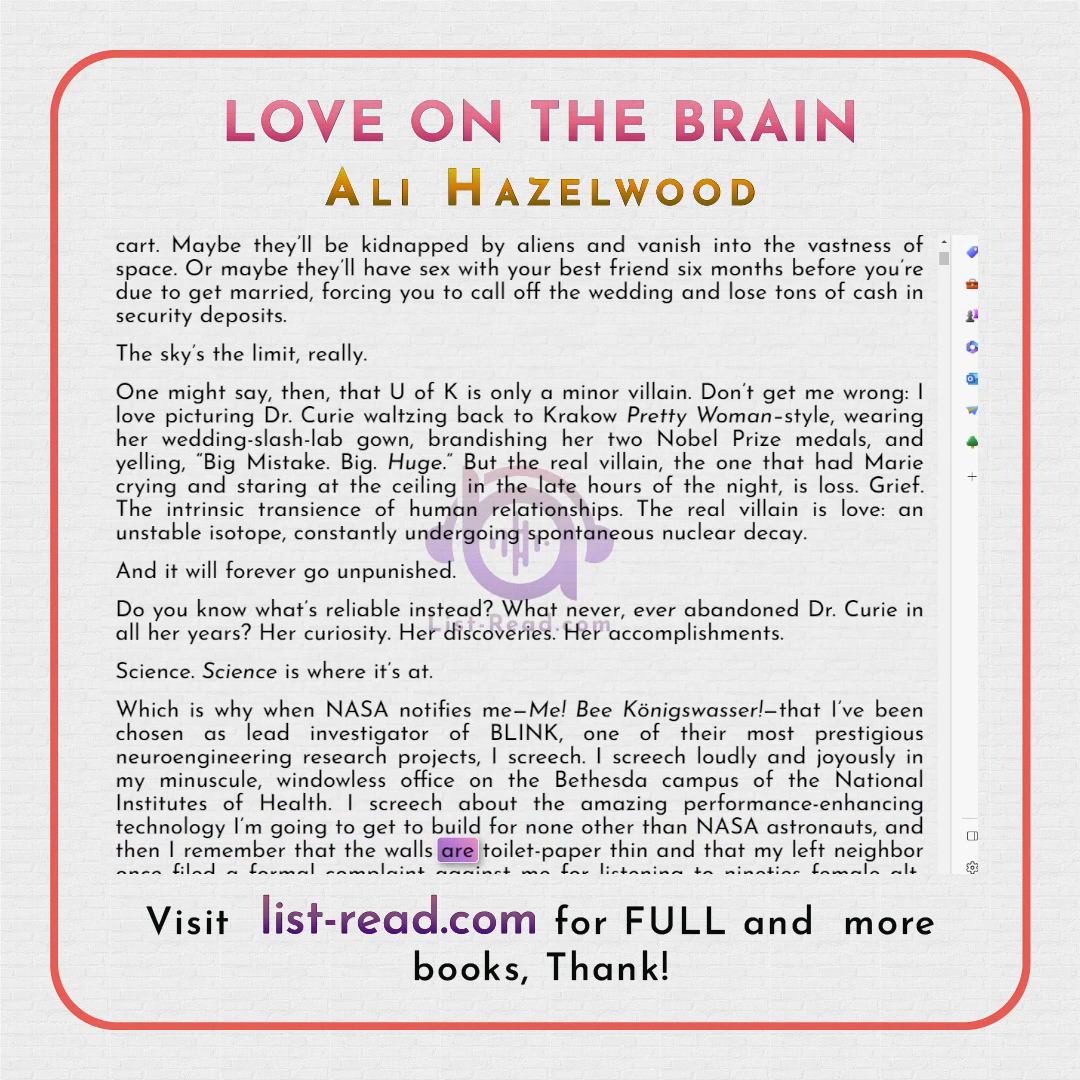 LOVE ON THE BRAIN
ALI HAZELWOOD
cart. Maybe they'll be kidnapped by aliens and vanish into the vastness of
space. Or maybe they'll have sex with your best friend six months before you're
due to get married, forcing you to call off the wedding and lose tons of cash in
security deposits.
The sky's the limit, really.
One might say, then, that U of K is only a minor villain. Don't get me wrong: I
love picturing Dr. Curie waltzing back to Krakow Pretty Woman–style, wearing
her wedding-slash-lab gown, brandishing her two Nobel Prize medals, and
yelling, “Big Mistake. Big. Huge.” But the real villain, the one that had Marie
crying and staring at the ceiling in the late hours of the night, is loss. Grief.
The intrinsic transience of human relationships. The real villain is love: an
unstable isotope, constantly undergoing spontaneous nuclear decay.
And it will forever go unpunished.
Do you know what's reliable instead? What never, ever abandoned Dr. Curie in
List-Read.com
all her years? Her curiosity. Her discoveries. Her accomplishments.
Science. Science is where it's at.
Which is why when NASA notifies me—Me! Bee Königswasser!—that I've been
chosen as lead investigator of BLINK, one of their most prestigious
neuroengineering research projects, I screech. I screech loudly and joyously in
my minuscule, windowless office on the Bethesda campus of the National
Institutes of Health. I screech about the amazing performance-enhancing
technology I'm going to get to build for none other than NASA astronauts, and
then I remember that the walls are toilet-paper thin and that my left neighbor
once filed a formal complaint against me for listening to nineties female alt-
Visit list-read.com for FULL and more
books, Thank!